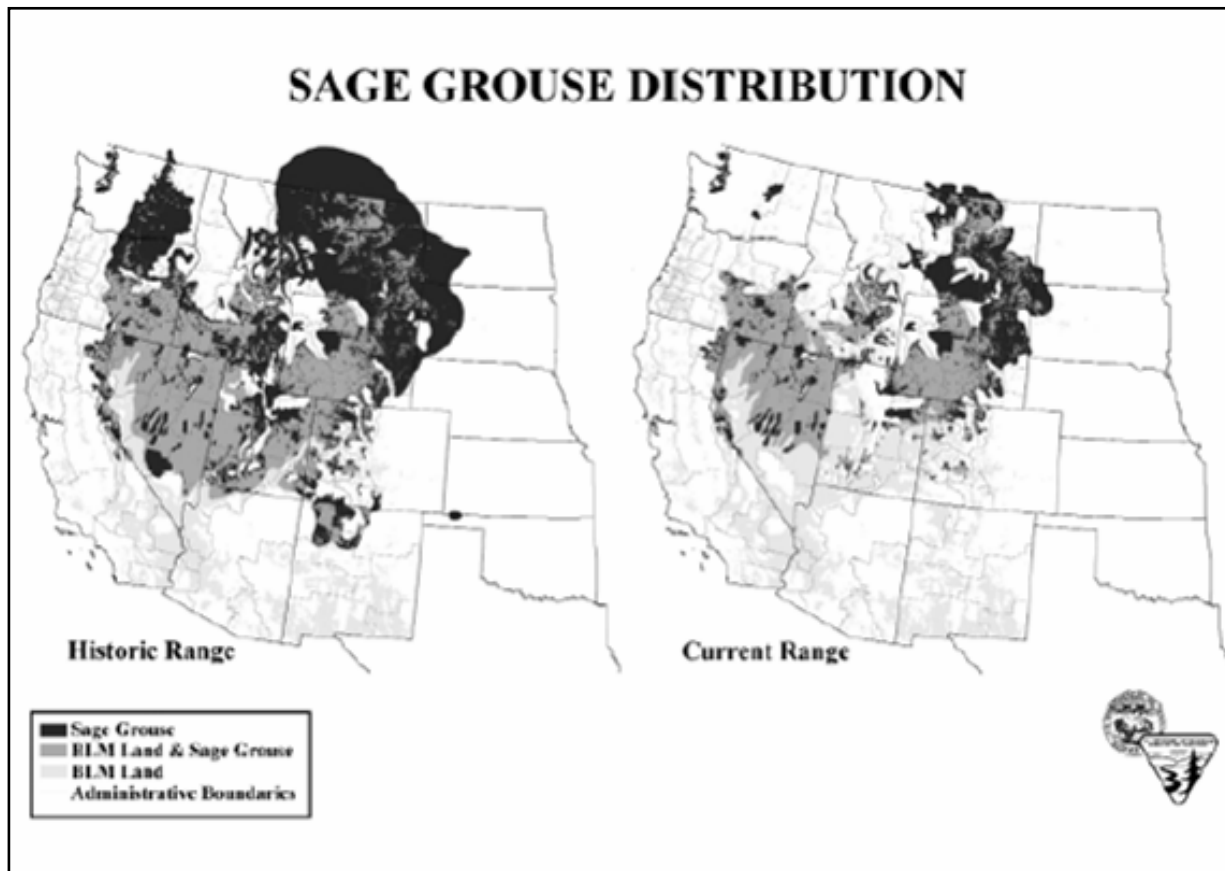 SAGE GROUSE DISTRIBUTION
Historic Range
Current Range
Sage Grouse
BLM Land & Sage Grouse
BLM Land
Administrative Boundaries